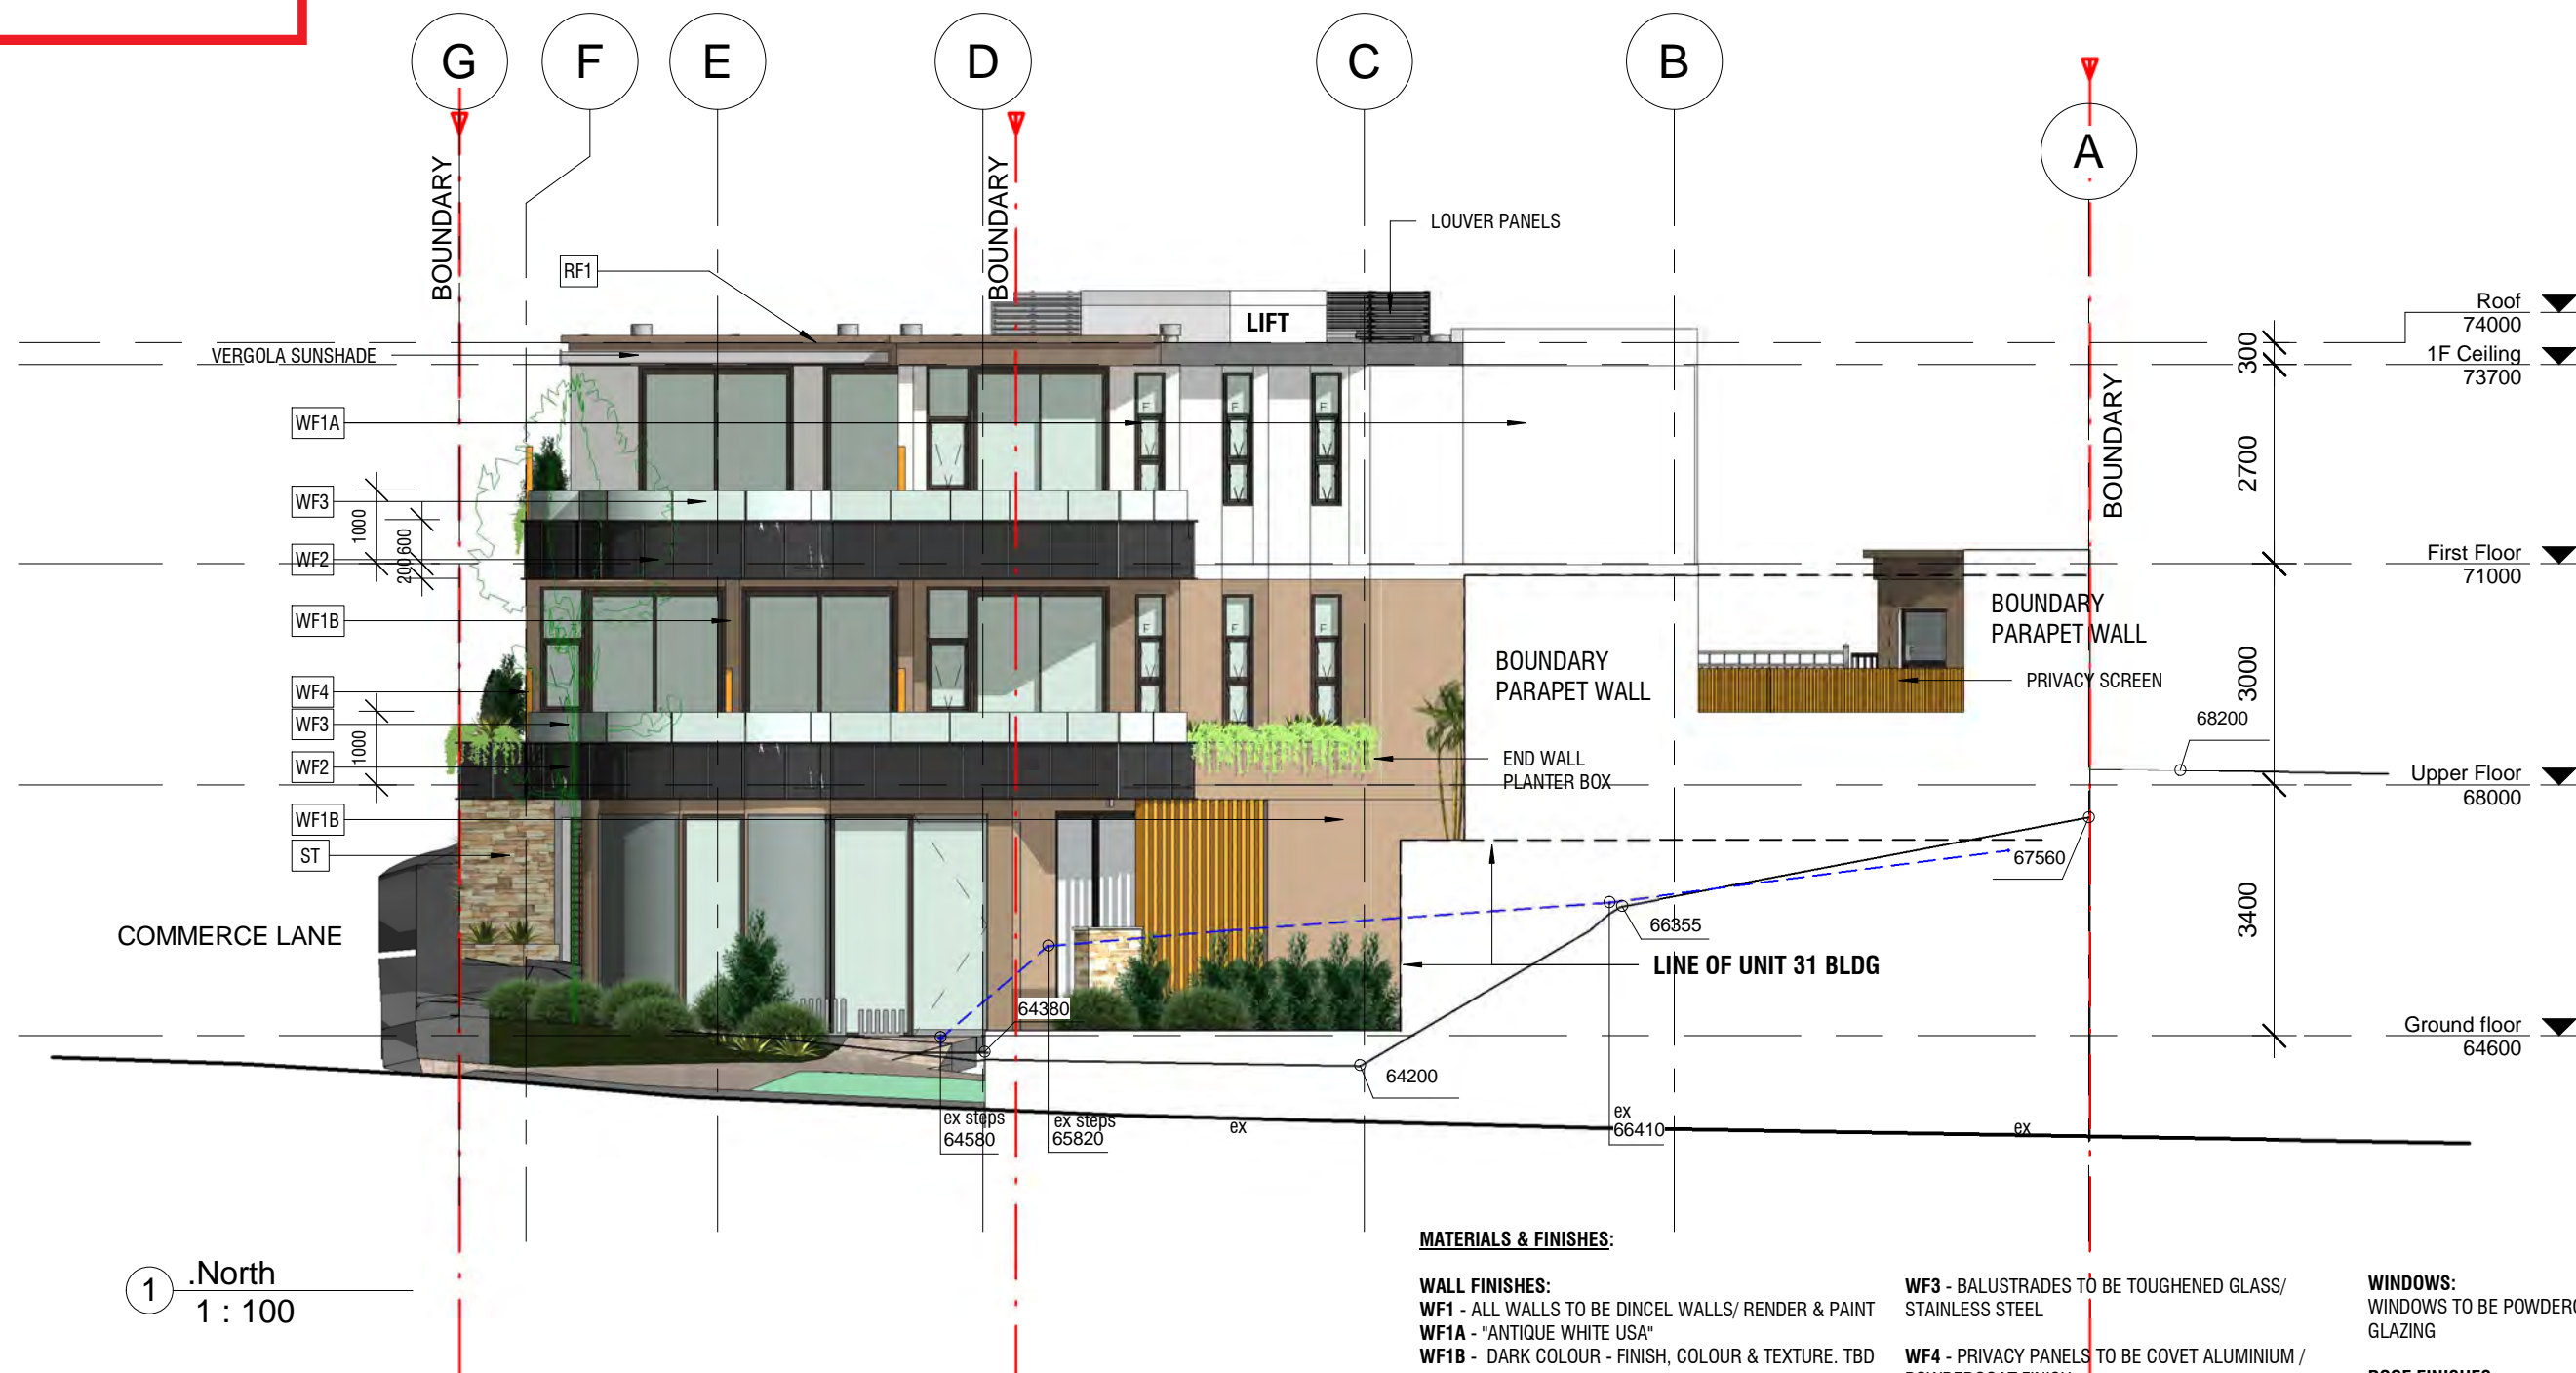 G
F
E
D
C
B
A
BOUNDARY
BOUNDARY
BOUNDARY
LOUVER PANELS
RF1
LIFT
VERGOLA SUNSHADE
Roof
74000
1F Ceiling
73700
300
WF1A
F
F
F
2700
WF3
1000
600
WF2
200
First Floor
71000
WF1B
F
F
F
BOUNDARY
PARAPET WALL
BOUNDARY
PARAPET WALL
PRIVACY SCREEN
3000
WF4
WF3
1000
68200
WF2
END WALL
PLANTER BOX
Upper Floor
68000
WF1B
ST
67560
COMMERCE LANE
66355
3400
LINE OF UNIT 31 BLDG
64380
Ground floor
64600
64200
ex steps
64580
ex steps
65820
ex
ex
66410
ex
1
.North
1 : 100
MATERIALS & FINISHES:
WALL FINISHES:
WF1 - ALL WALLS TO BE DINCEL WALLS/ RENDER & PAINT
WF1A - "ANTIQUE WHITE USA"
WF1B - DARK COLOUR - FINISH, COLOUR & TEXTURE. TBD
WF3 - BALUSTRADES TO BE TOUGHENED GLASS/
STAINLESS STEEL
WF4 - PRIVACY PANELS TO BE COVET ALUMINIUM /
WINDOWS:
WINDOWS TO BE
GLAZING